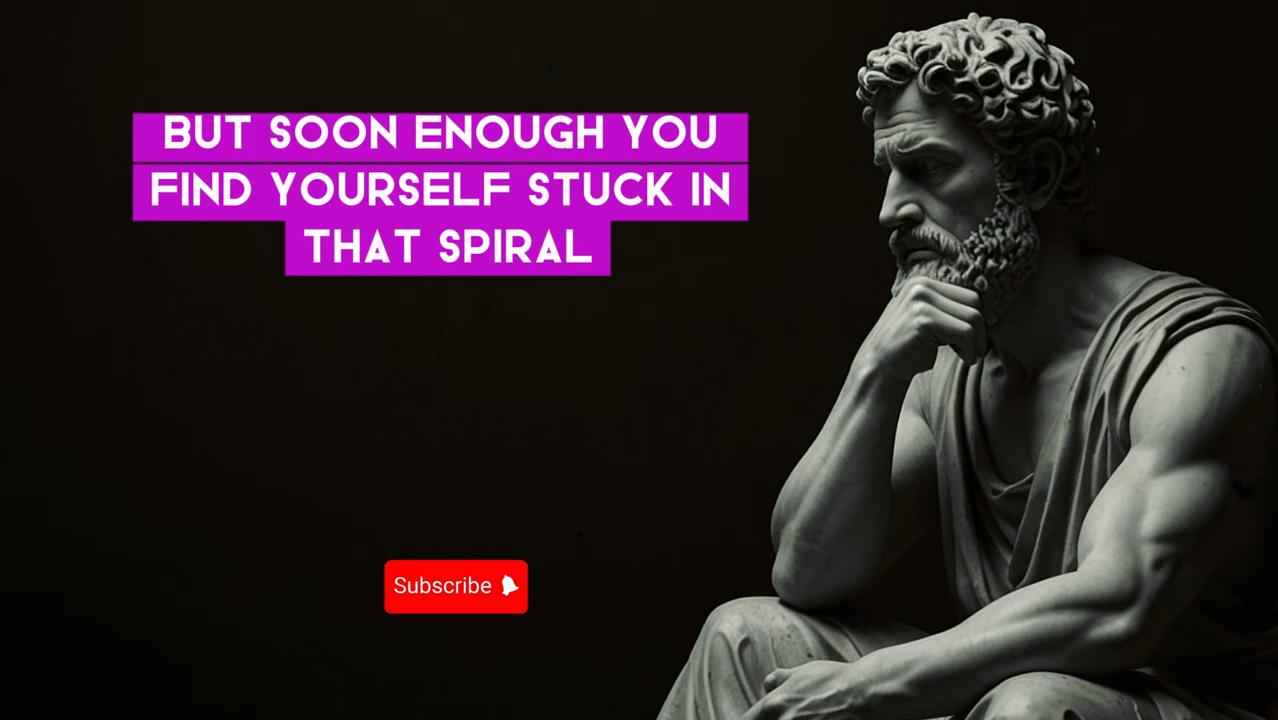 BUT SOON ENOUGH YOU
FIND YOURSELF STUCK IN
THAT SPIRAL
Subscribe